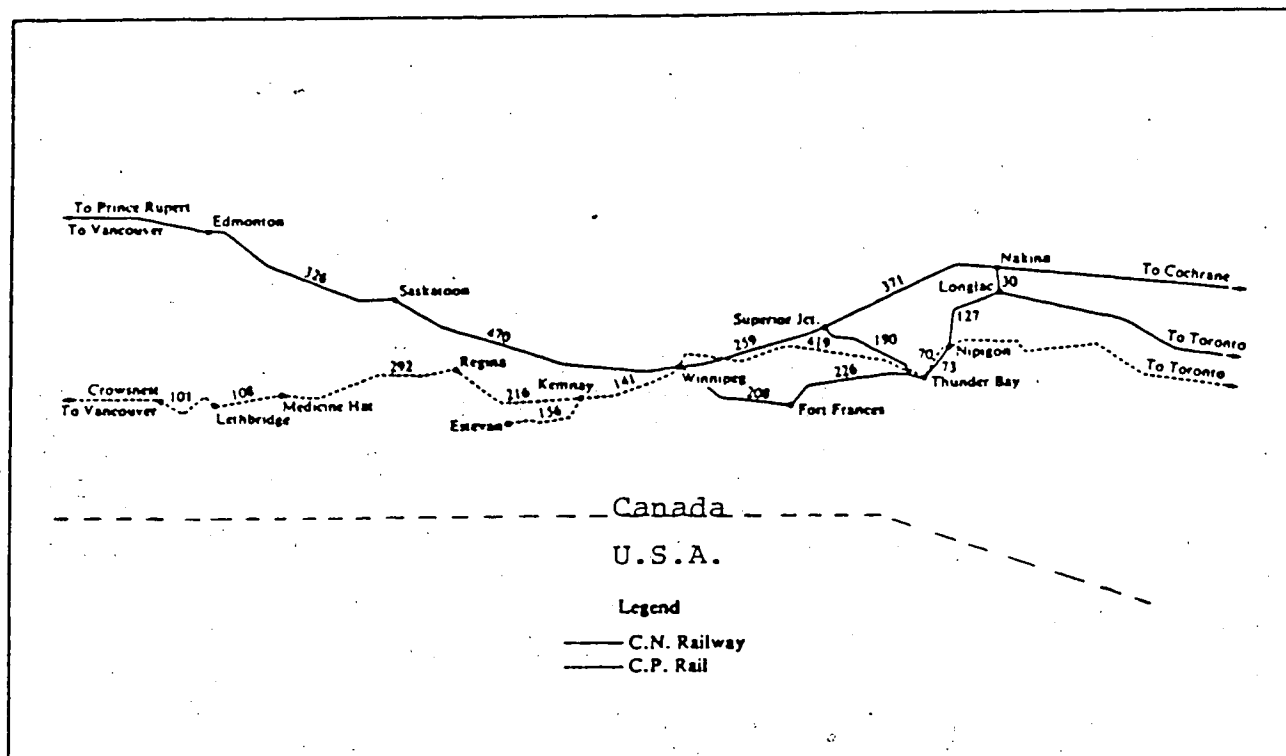 To Prince Rupert
To Vancouver
Edmonton
326
Saskatoon
470
Nakina
To Cochrane
371
Longlac
30
Superior Jct.
127
190
259
419
70
73
Nipigon
To Toronto
To Toronto
Regina
292
Kemnay
141
Winnipeg
226
Thunder Bay
Crowsnest
To Vancouver
101
108
Medicine Hat
216
208
Lethbridge
156
Estevan
Fort Frances
Canada
U.S.A.
Legend
C.N. Railway
C.P. Rail